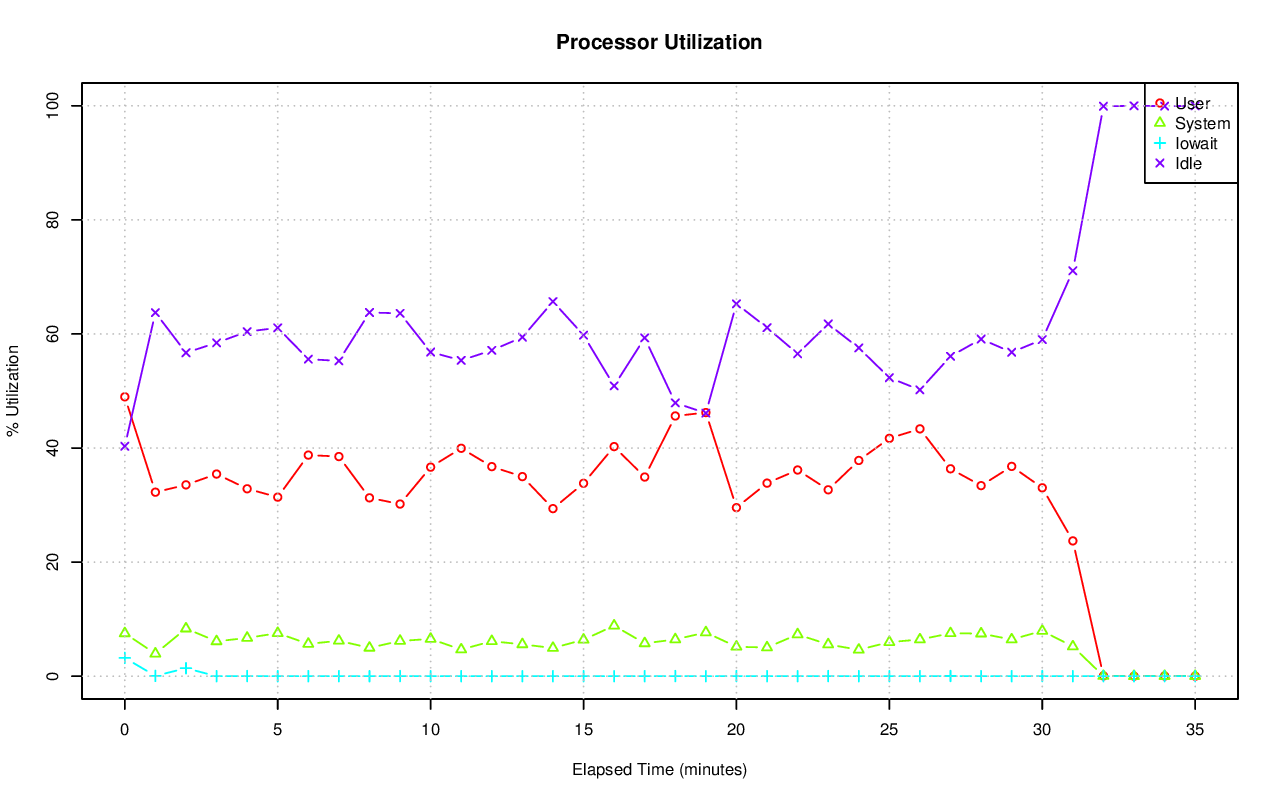 Processor Utilization
User
System
Iowait
Idle
% Utilization
100
80
60
40
20
0
0 5 10 15 20 25 30 35
Elapsed Time (minutes)